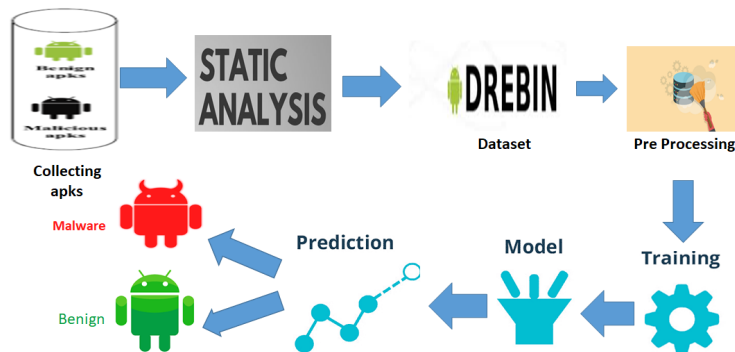 Benign
apks
Malicious
apks
Collecting
apks
STATIC
ANALYSIS
DREBIN
Dataset
Pre Processing
Training
Model
Prediction
Malware
Benign